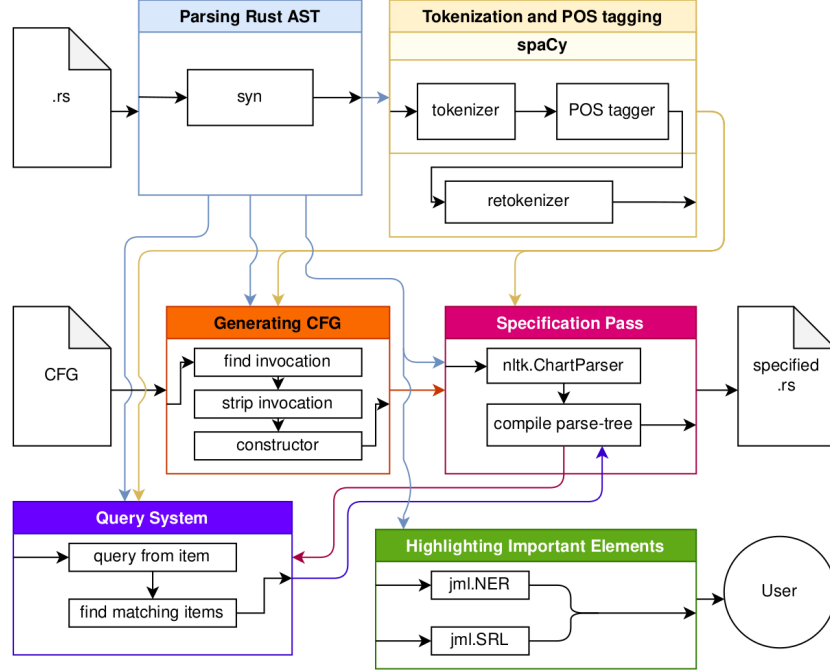 Parsing Rust AST
Tokenization and POS tagging
spaCy
.rs
syn
tokenizer
POS tagger
retokenizer
Generating CFG
Specification Pass
CFG
find invocation
strip invocation
constructor
nltk.ChartParser
compile parse-tree
specified
.rs
Query System
query from item
find matching items
Highlighting Important Elements
jml.NER
jml.SRL
User